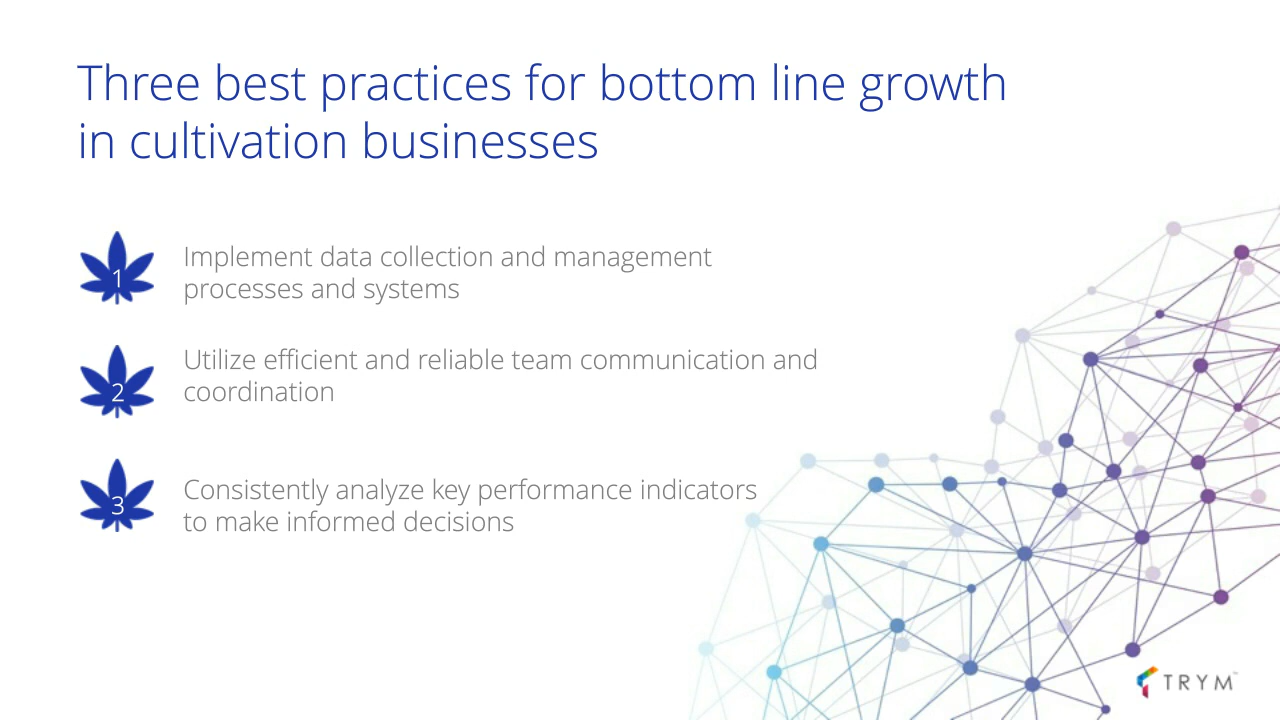 Three best practices for bottom line growth
in cultivation businesses
1
Implement data collection and management
processes and systems
2
Utilize efficient and reliable team communication and
coordination
3
Consistently analyze key performance indicators
to make informed decisions
TRYM™